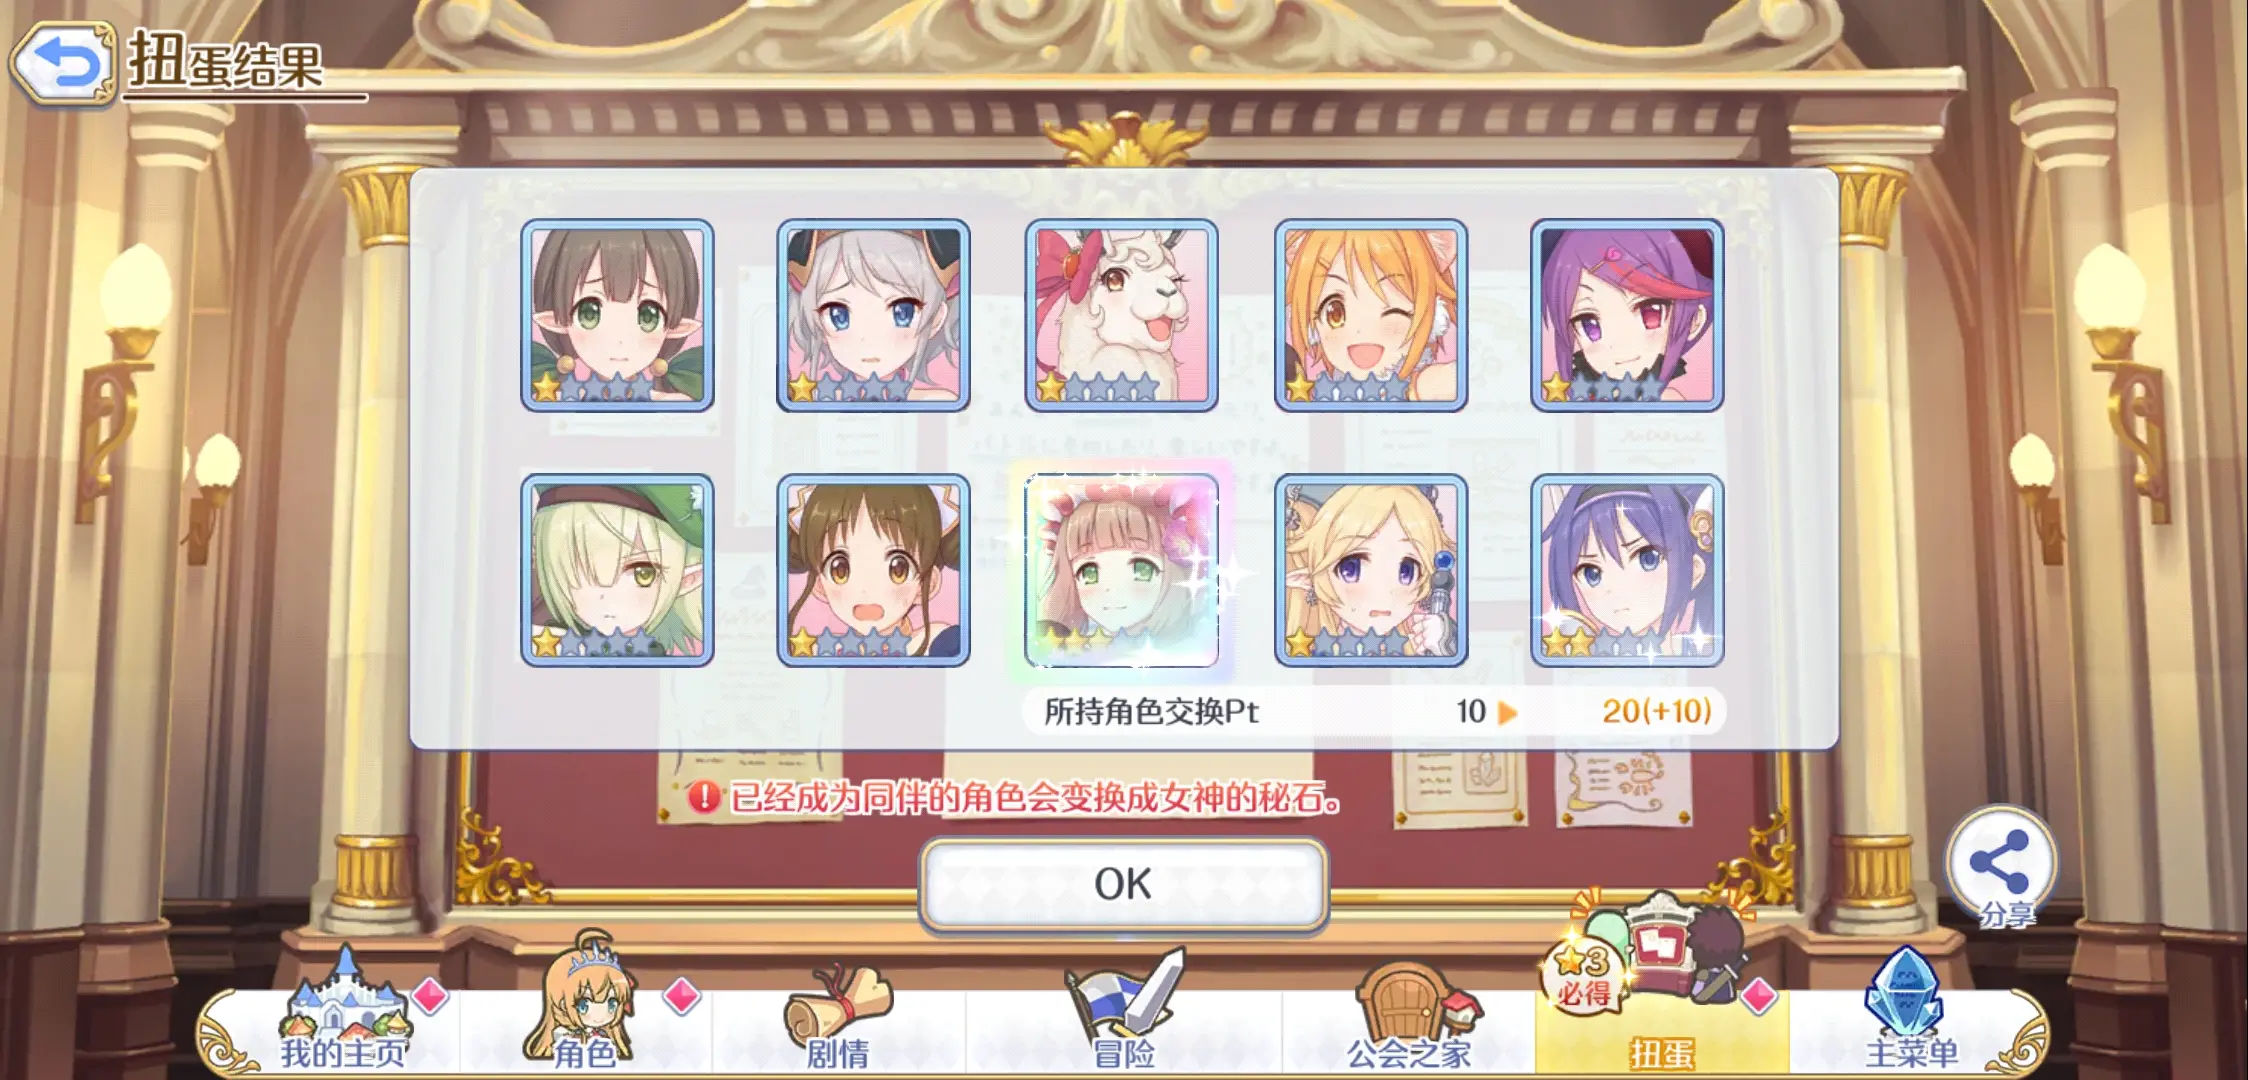 扭蛋结果
所持角色交换Pt 10 20(+10)
已经成为同伴的角色会变换成女神的秘石。
OK
分享
3
必得
我的主页
角色
剧情
冒险
公会之家
扭蛋
主菜单